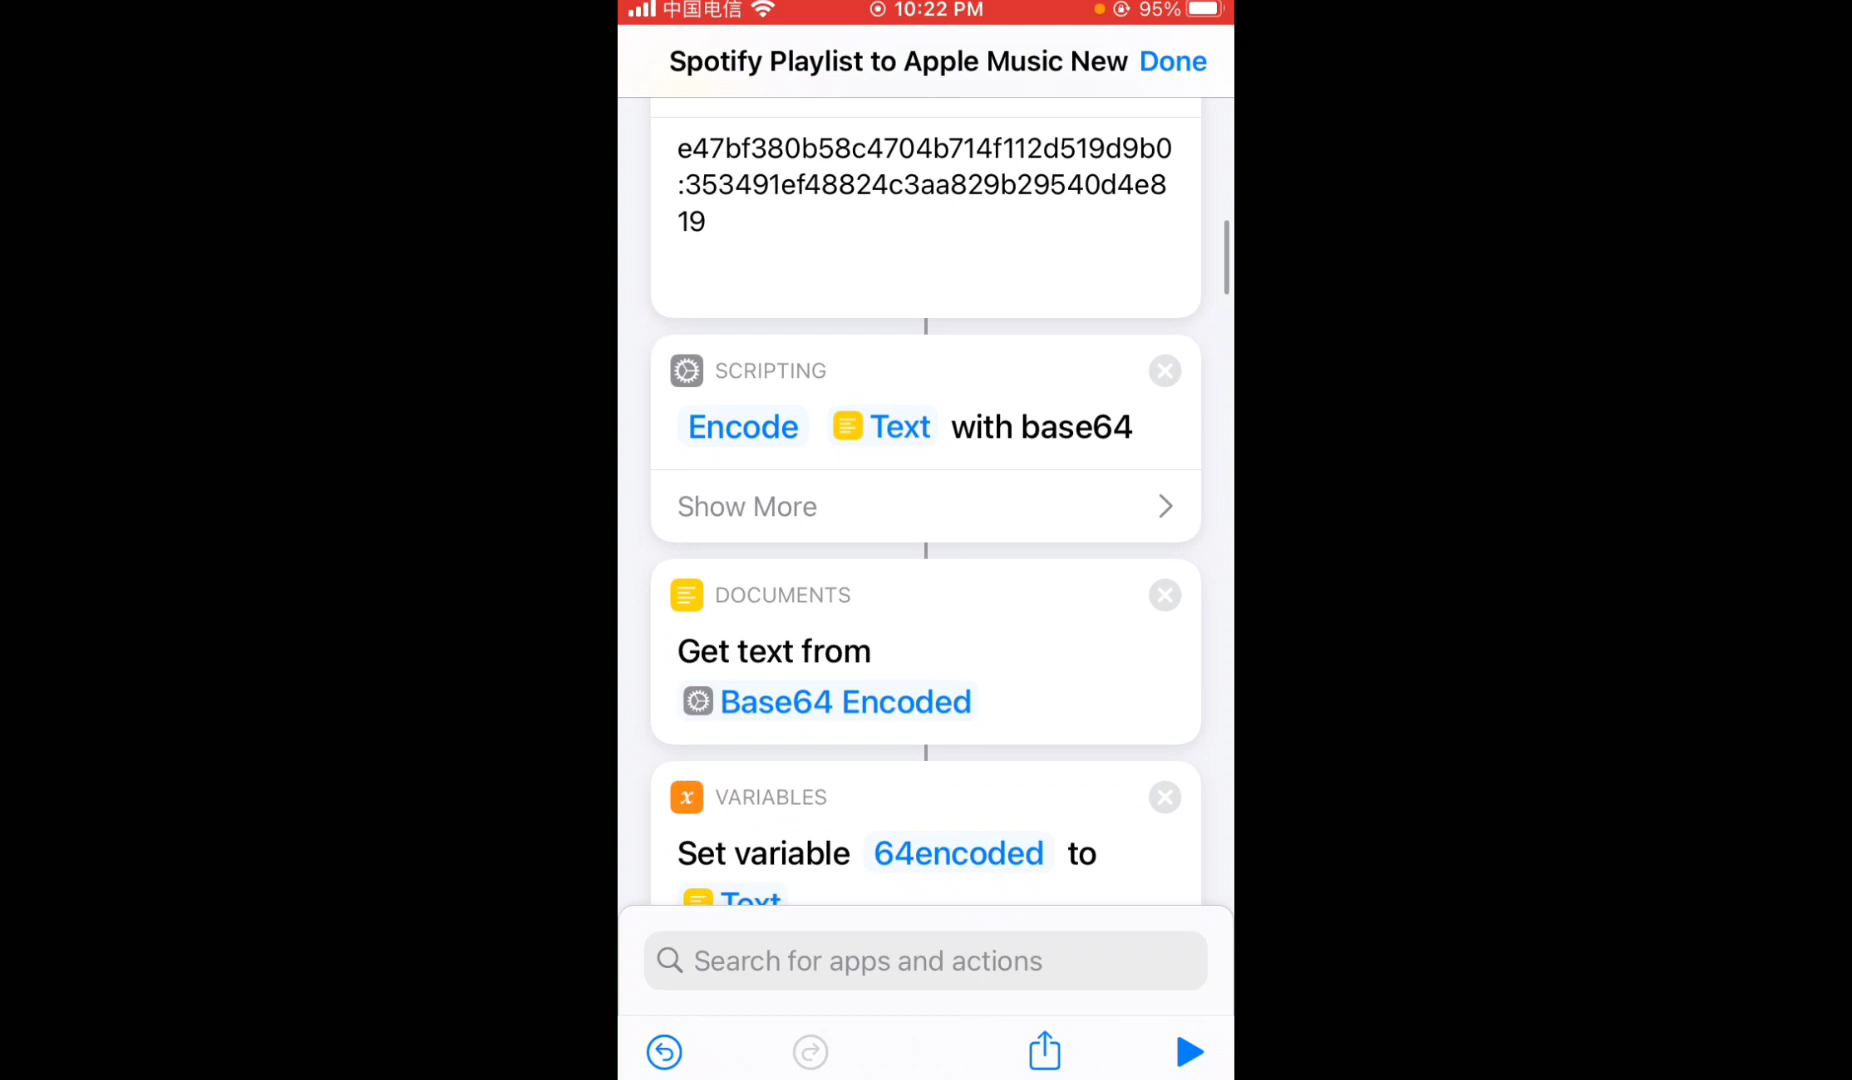 中国电信 10:22 PM 95%
Spotify Playlist to Apple Music New Done
e47bf380b58c4704b714f112d519d9b0
:353491ef48824c3aa829b29540d4e8
19
SCRIPTING
Encode Text with base64
Show More
DOCUMENTS
Get text from
Base64 Encoded
x VARIABLES
Set variable 64encoded to
Text
Search for apps and actions